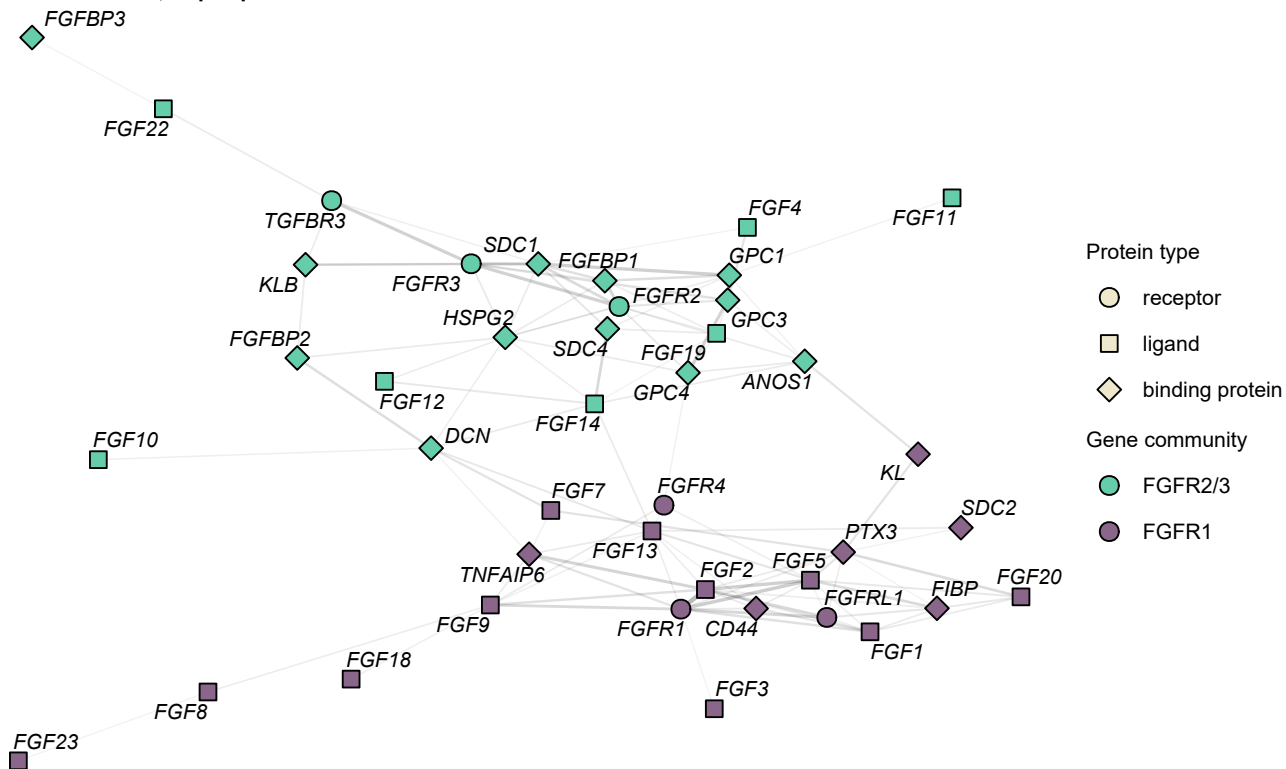 FGFBP3
FGF22
TGFBR3
FGF4
FGF11
SDC1
FGFBP1
GPC1
KLB
FGFR3
FGFR2
HSPG2
GPC3
FGFBP2
SDC4
FGF19
ANOS1
FGF12
GPC4
FGF14
FGF10
DCN
KL
FGF7
FGFR4
SDC2
FGF13
PTX3
TNFAIP6
FGF2
FGF5
FIBP
FGF20
FGF9
FGFR1
CD44
FGFRL1
FGF1
FGF18
FGF3
FGF8
FGF23
Protein type
receptor
ligand
binding protein
Gene community
FGFR2/3
FGFR1